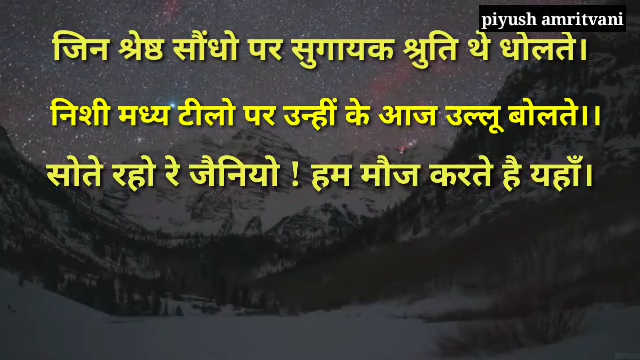 piyush amritvani
जिन श्रेष्ठ सौंधो पर सुगायक श्रुति थे धोलते।
निशी मध्य टीलो पर उन्हीं के आज उल्लू बोलते।।
सोते रहो रे जैनियो ! हम मौज करते है यहाँ।